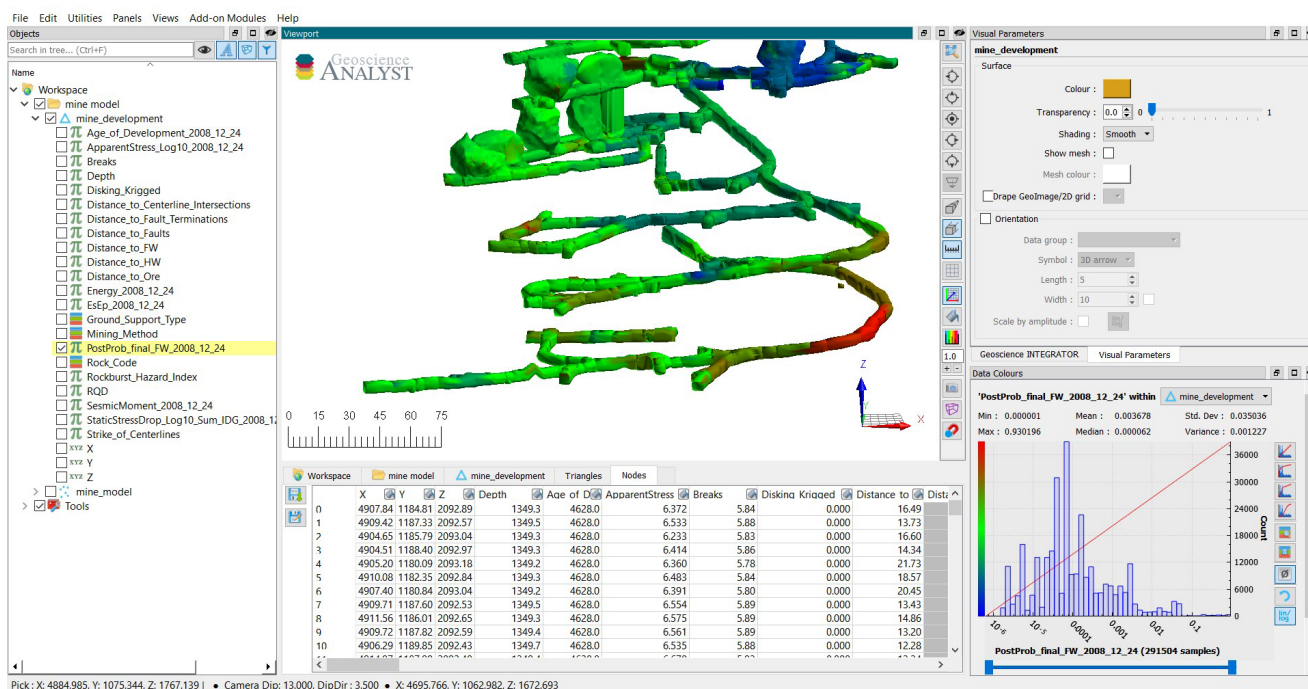 File Edit Utilities Panels Views Add-on Modules Help
Objects
Search in tree... (Ctrl+F)
Name
Workspace
mine model
mine_development
Age_of_Development_2008_12_24
ApparentStress_Log10_2008_12_24
Breaks
Depth
Disking_Krigged
Distance_to_Centerline_Intersections
Distance_to_Fault_Terminations
Distance_to_Faults
Distance_to_FW
Distance_to_HW
Distance_to_Ore
Energy_2008_12_24
EsEp_2008_12_24
Ground_Support_Type
Mining_Method
PostProb_final_FW_2008_12_24
Rock_Code
Rockburst_Hazard_Index
RQD
SesmicMoment_2008_12_24
StaticStressDrop_Log10_Sum_IDG_2008_12
Strike_of_Centerlines
XYZ X
XYZ Y
XYZ Z
mine_model
Tools
Viewport
Geoscience
ANALYST
0 15 30 45 60 75
Z
X
1.0
Workspace mine model mine_development Triangles Nodes
X Y Z Depth Age of D ApparentStress Breaks Disking Krigged Distance to Dista
0 4907.84 1184.81 2092.89 1349.3 4628.0 6.372 5.84 0.000 16.49
1 4909.42 1187.33 2092.57 1349.5 4628.0 6.533 5.88 0.000 13.73
2 4904.65 1185.79 2093.04 1349.3 4628.0 6.233 5.83 0.000 16.60
3 4904.51 1188.40 2092.97 1349.3 4628.0 6.414 5.86 0.000 14.34
4 4905.20 1180.09 2093.18 1349.2 4628.0 6.360 5.78 0.000 21.73
5 4910.08 1182.35 2092.84 1349.3 4628.0 6.483 5.84 0.000 18.57
6 4907.40 1180.84 2093.04 1349.2 4628.0 6.391 5.80 0.000 20.45
7 4909.71 1187.60 2092.53 1349.5 4628.0 6.554 5.89 0.000 13.43
8 4911.56 1186.01 2092.65 1349.3 4628.0 6.575 5.89 0.000 14.86
9 4909.72 1187.82 2092.59 1349.4 4628.0 6.561 5.89 0.000 13.20
10 4906.29 1189.85 2092.43 1349.7 4628.0 6.535 5.88 0.000 12.28
Visual Parameters
mine_development
Surface
Colour :
Transparency : 0.0 0 1
Shading : Smooth
Show mesh :
Mesh colour :
Drape GeoImage/2D grid :
Orientation
Data group :
Symbol : 3D arrow
Length : 5
Width : 10
Scale by amplitude : lin/log
Geoscience INTEGRATOR Visual Parameters
Data Colours
'PostProb_final_FW_2008_12_24' within mine_development
Min : 0.000001 Mean : 0.003678 Std. Dev : 0.035036
Max : 0.930196 Median : 0.000062 Variance : 0.001227
36000
30000
24000
18000
12000
6000
0
Count
lin/log
10-6 10-5 0.0001 0.001 0.01 0.1
PostProb_final_FW_2008_12_24 (291504 samples)
Pick : X: 4884.985, Y: 1075.344, Z: 1767.139 | • Camera Dip: 13.000, DipDir : 3.500 • X: 4695.766, Y: 1062.982, Z: 1672.693